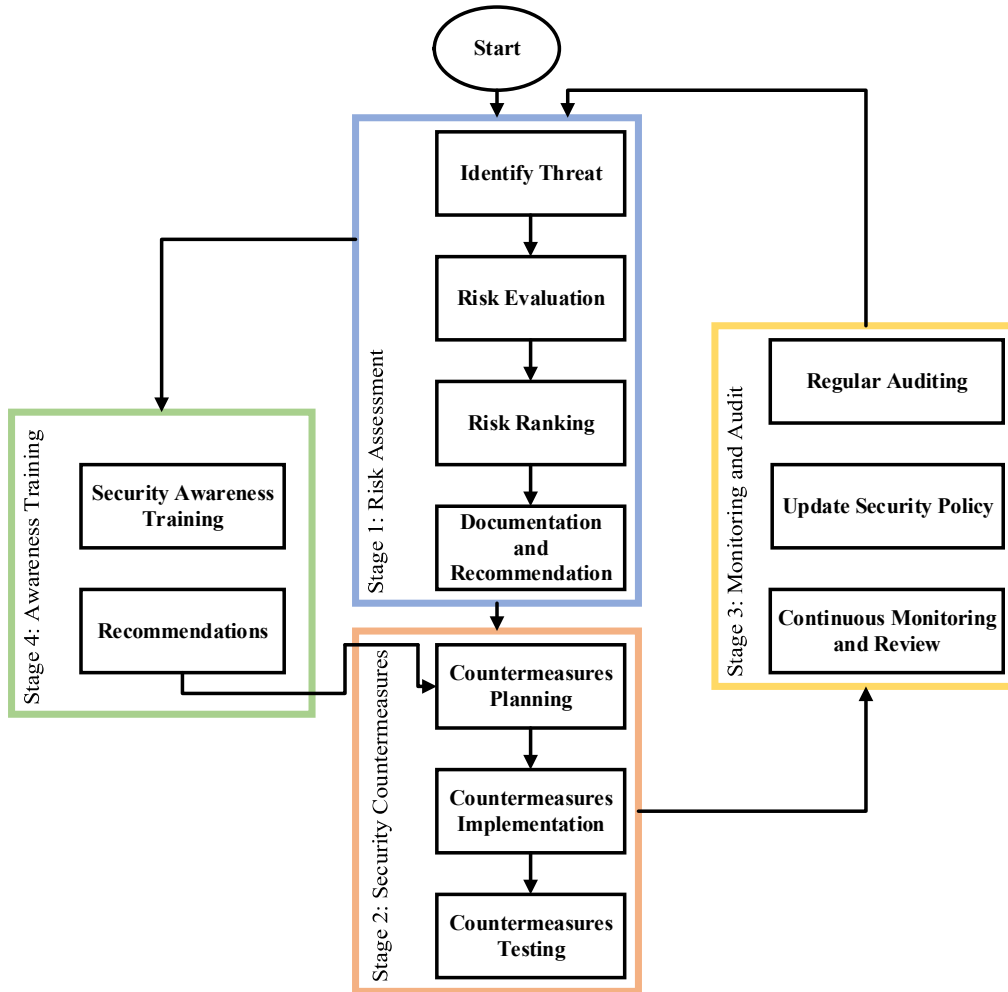 Start
Stage 1: Risk Assessment
Identify Threat
Risk Evaluation
Risk Ranking
Documentation
and
Recommendation
Stage 4: Awareness Training
Security Awareness
Training
Recommendations
Stage 2: Security Countermeasures
Countermeasures
Planning
Countermeasures
Implementation
Countermeasures
Testing
Stage 3: Monitoring and Audit
Regular Auditing
Update Security Policy
Continuous Monitoring
and Review